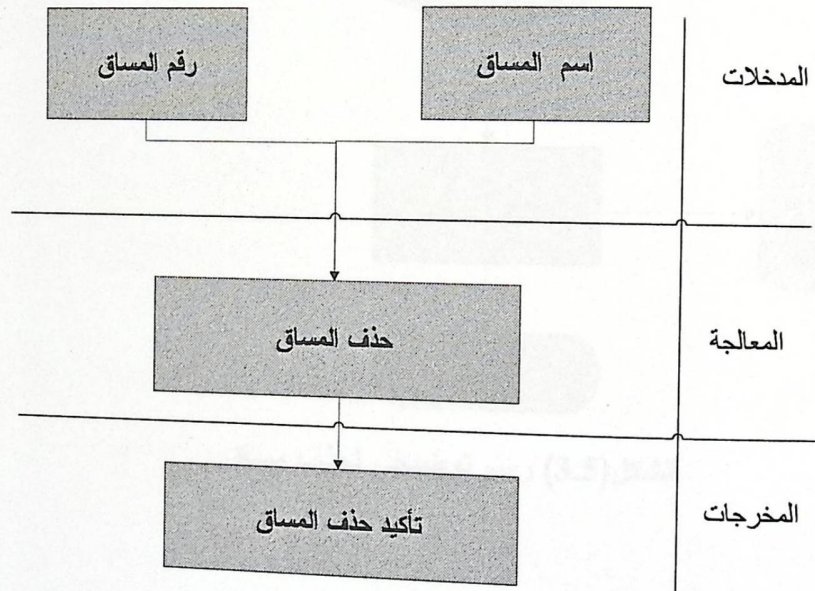 المدخلات
اسم المساق
رقم المساق
المعالجة
حذف المساق
المخرجات
تأكيد حذف المساق